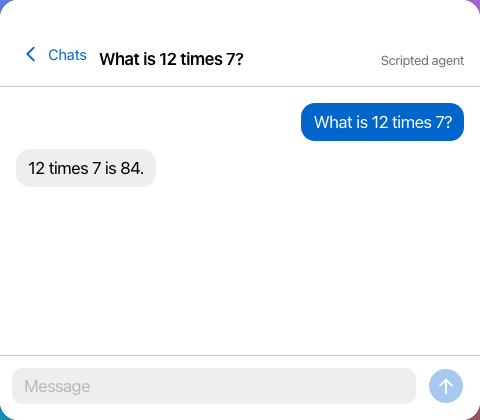 Chats
What is 12 times 7?
Scripted agent
What is 12 times 7?
12 times 7 is 84.
Message